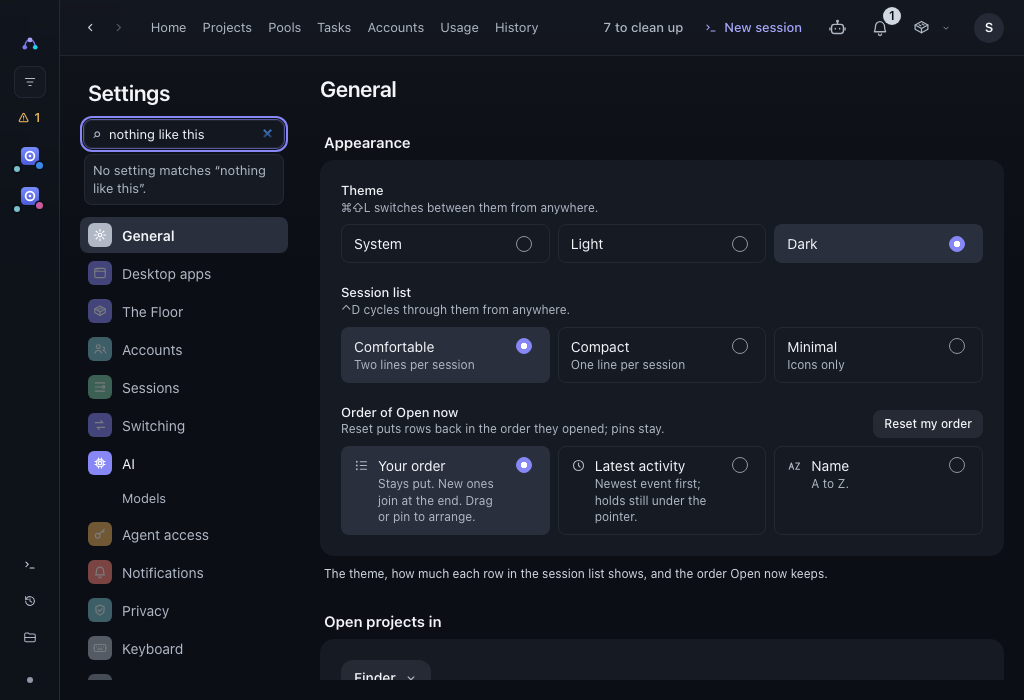 Home Projects Pools Tasks Accounts Usage History 7 to clean up New session 1 S
1
Settings
nothing like this
No setting matches “nothing
like this”.
General
Desktop apps
The Floor
Accounts
Sessions
Switching
AI
Models
Agent access
Notifications
Privacy
Keyboard
General
Appearance
Theme
⌘⇧L switches between them from anywhere.
System Light Dark
Session list
^D cycles through them from anywhere.
Comfortable
Two lines per session
Compact
One line per session
Minimal
Icons only
Order of Open now
Reset puts rows back in the order they opened; pins stay.
Reset my order
Your order
Stays put. New ones
join at the end. Drag
or pin to arrange.
Latest activity
Newest event first;
holds still under the
pointer.
AZ Name
A to Z.
The theme, how much each row in the session list shows, and the order Open now keeps.
Open projects in
Finder